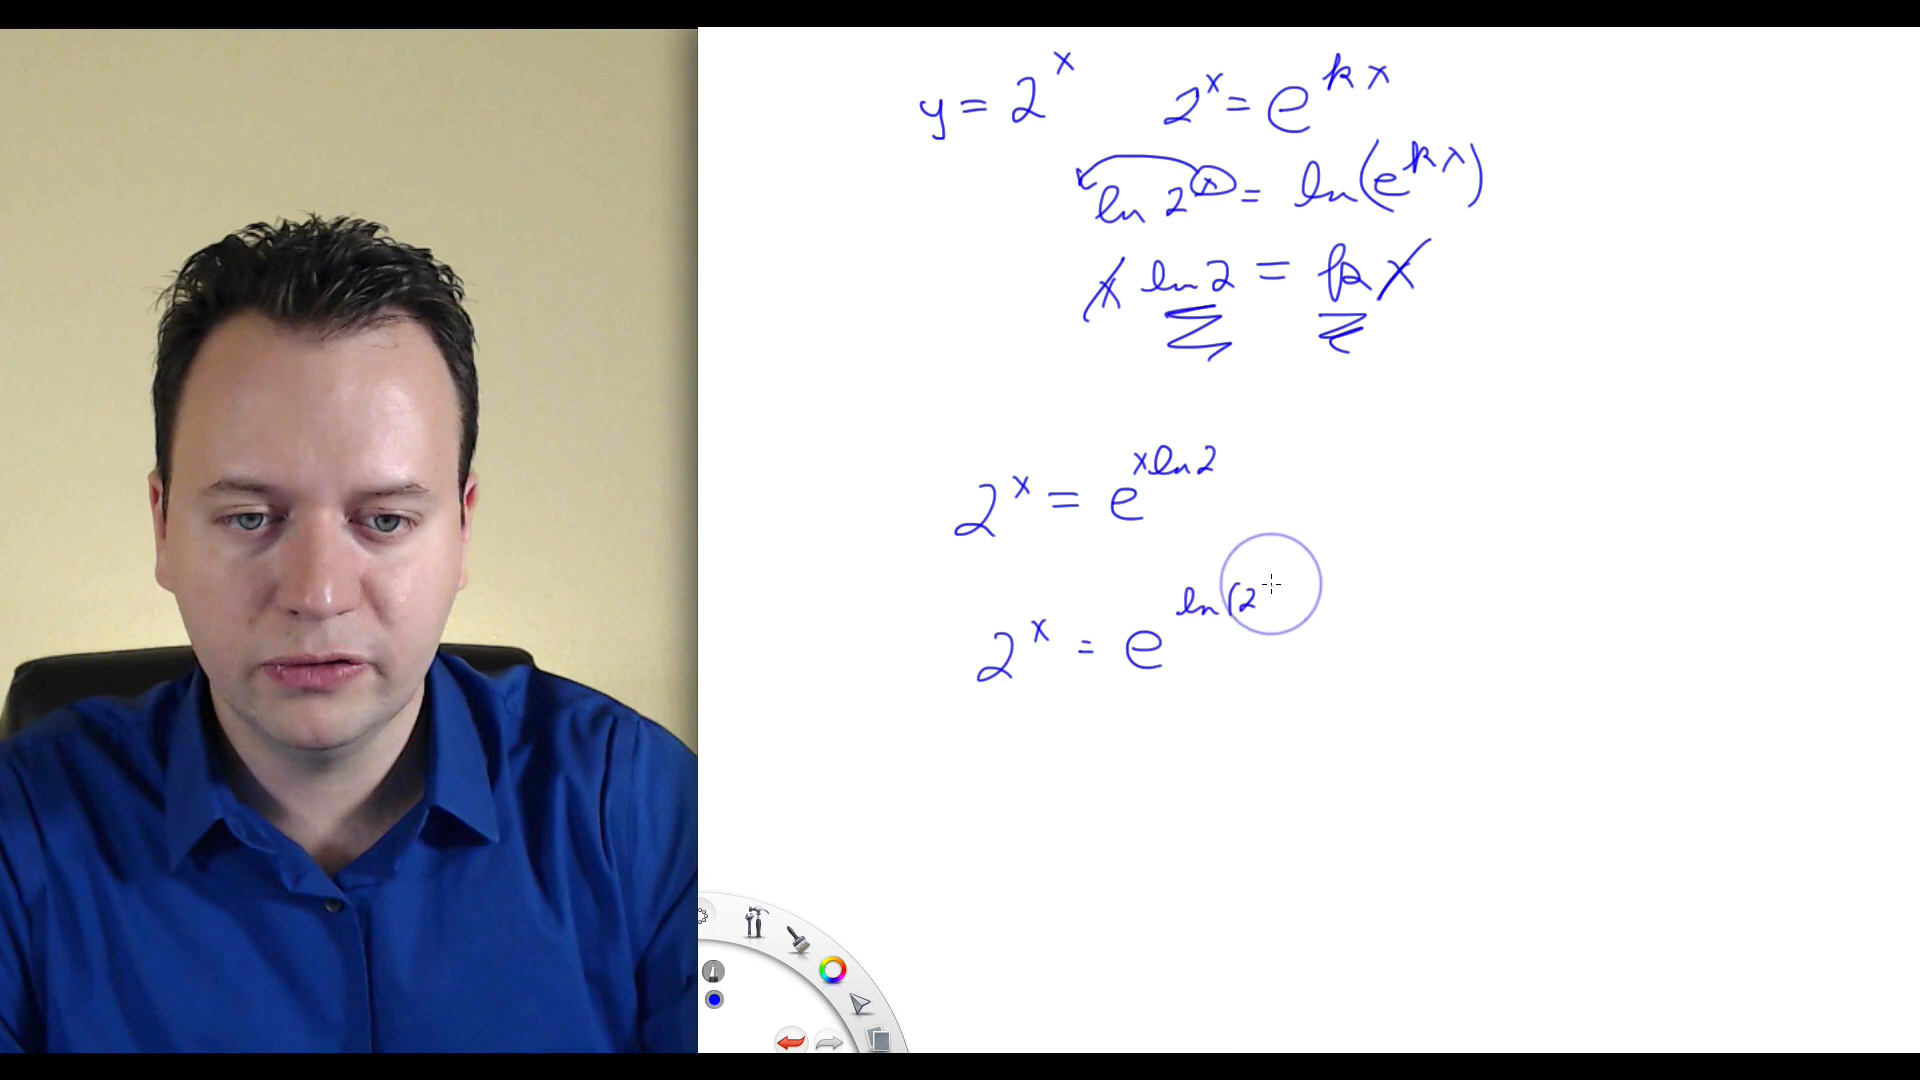 y = 2^x   2^x = e^{kx}
ln 2^x = ln(e^{kx})
x ln 2 = k x
2^x = e^{x ln 2}
2^x = e^{ln(2}